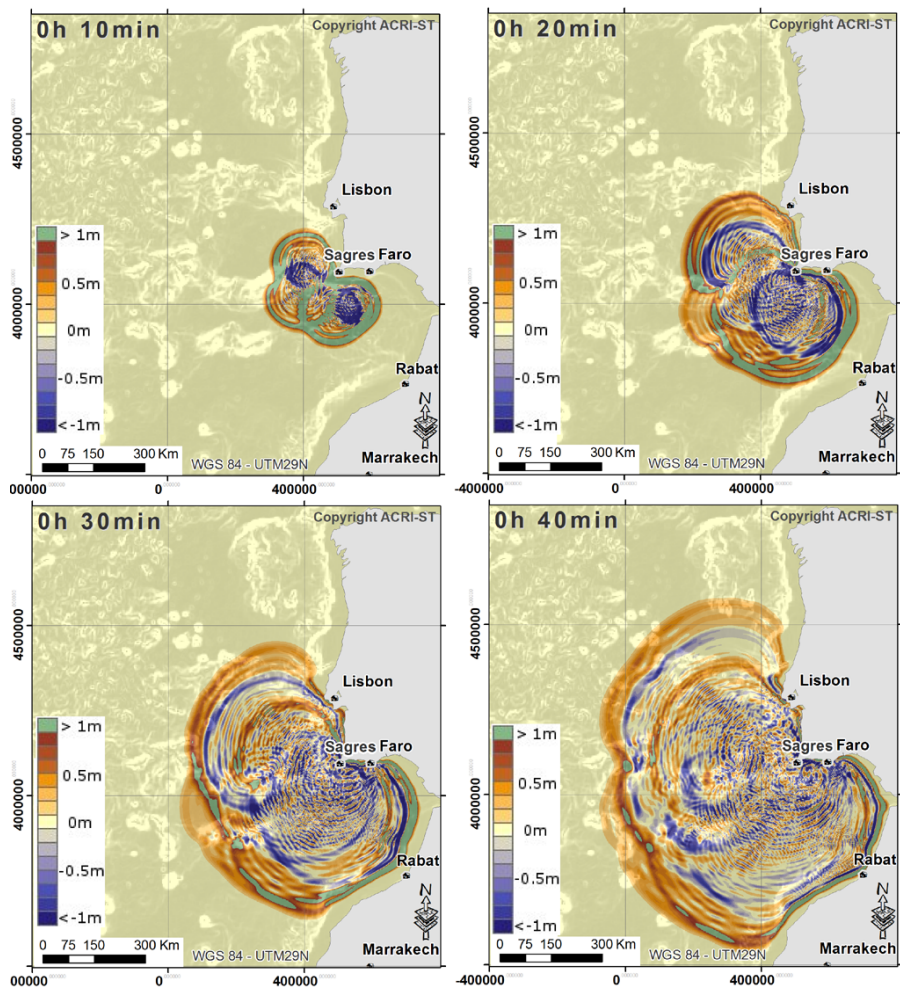 0h 10min
Copyright ACRI-ST
4500000
4000000
Lisbon
Sagres Faro
Rabat
Marrakech
> 1m
0.5m
0m
-0.5m
< -1m
N
0 75 150 300 Km
WGS 84 - UTM29N
00000 0 400000
0h 20min
Copyright ACRI-ST
4500000
4000000
Lisbon
Sagres Faro
Rabat
Marrakech
> 1m
0.5m
0m
-0.5m
< -1m
N
0 75 150 300 Km
WGS 84 - UTM29N
-400000 0 400000
0h 30min
Copyright ACRI-ST
4500000
4000000
Lisbon
Sagres Faro
Rabat
Marrakech
> 1m
0.5m
0m
-0.5m
< -1m
N
0 75 150 300 Km
WGS 84 - UTM29N
00000 0 400000
0h 40min
Copyright ACRI-ST
4500000
4000000
Lisbon
Sagres Faro
Rabat
Marrakech
> 1m
0.5m
0m
-0.5m
< -1m
N
0 75 150 300 Km
WGS 84 - UTM29N
-400000 0 400000